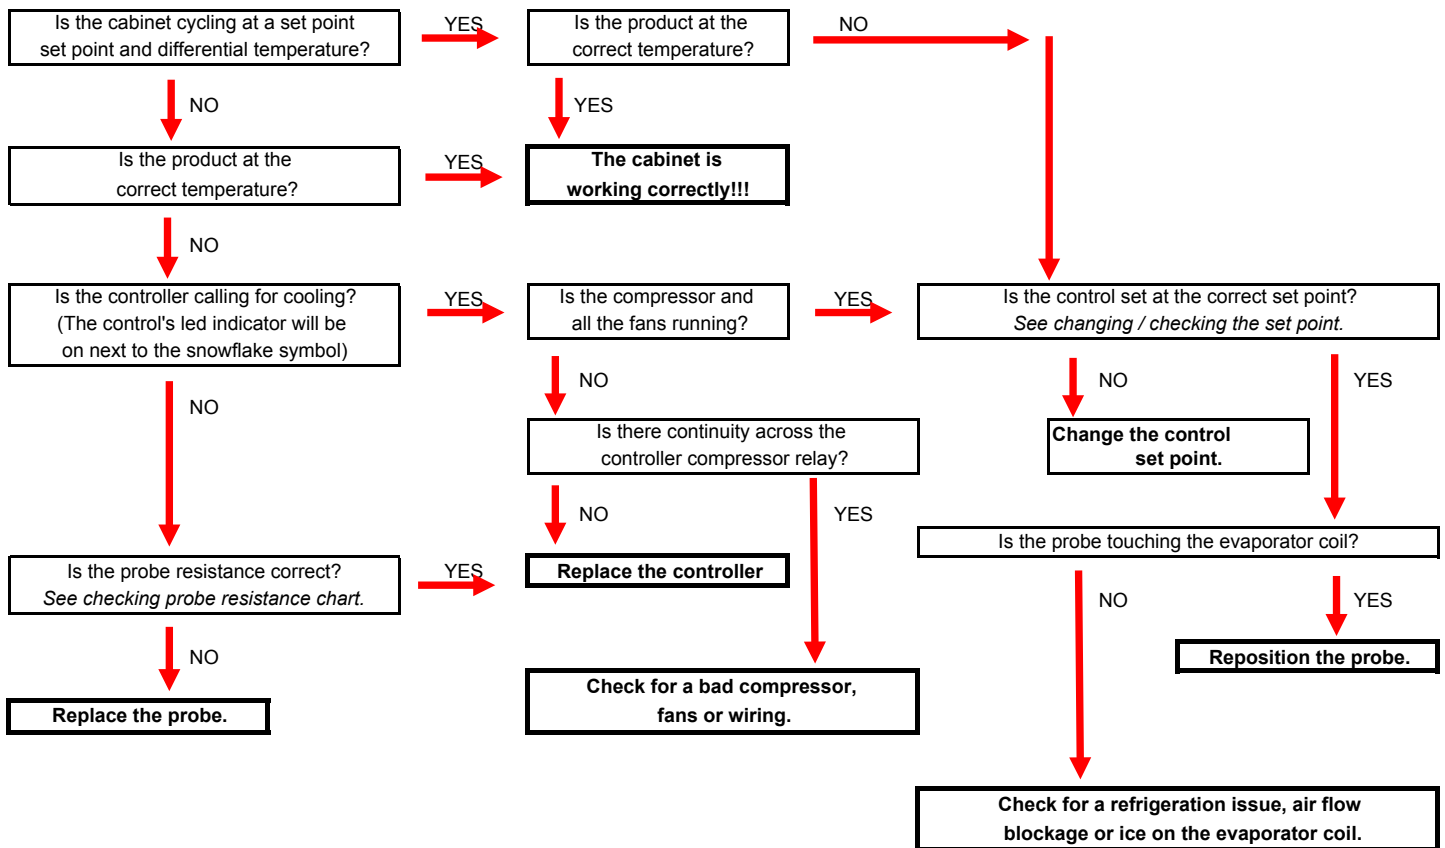 Is the cabinet cycling at a set point
set point and differential temperature?
YES
Is the product at the
correct temperature?
NO
NO
YES
Is the product at the
correct temperature?
YES
The cabinet is
working correctly!!!
NO
Is the controller calling for cooling?
(The control's led indicator will be
on next to the snowflake symbol)
YES
Is the compressor and
all the fans running?
YES
Is the control set at the correct set point?
See changing / checking the set point.
NO
NO
NO
YES
Is there continuity across the
controller compressor relay?
Change the control
set point.
NO
YES
Is the probe touching the evaporator coil?
Is the probe resistance correct?
See checking probe resistance chart.
YES
Replace the controller
NO
YES
NO
Reposition the probe.
Check for a bad compressor,
fans or wiring.
Replace the probe.
Check for a refrigeration issue, air flow
blockage or ice on the evaporator coil.